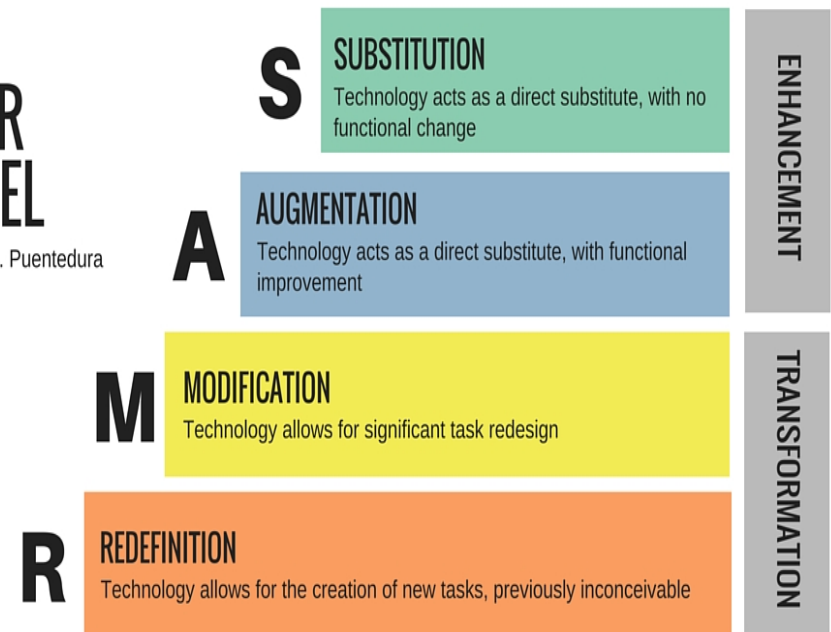 S
SUBSTITUTION
Technology acts as a direct substitute, with no
functional change
ENHANCEMENT
R
EL
. Puentedura
A
AUGMENTATION
Technology acts as a direct substitute, with functional
improvement
M
MODIFICATION
Technology allows for significant task redesign
TRANSFORMATION
R
REDEFINITION
Technology allows for the creation of new tasks, previously inconceivable